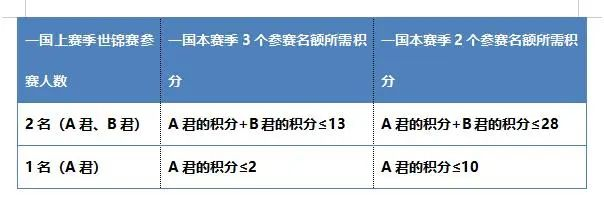 一国上赛季世锦赛参 一国本赛季 3 个参赛名额所需积 一国本赛季 2 个参赛名额所需积
赛人数 分 分
2 名（A 君、B 君） A 君的积分+B 君的积分≤13 A 君的积分+B 君的积分≤28
1 名（A 君） A 君的积分≤2 A 君的积分≤10